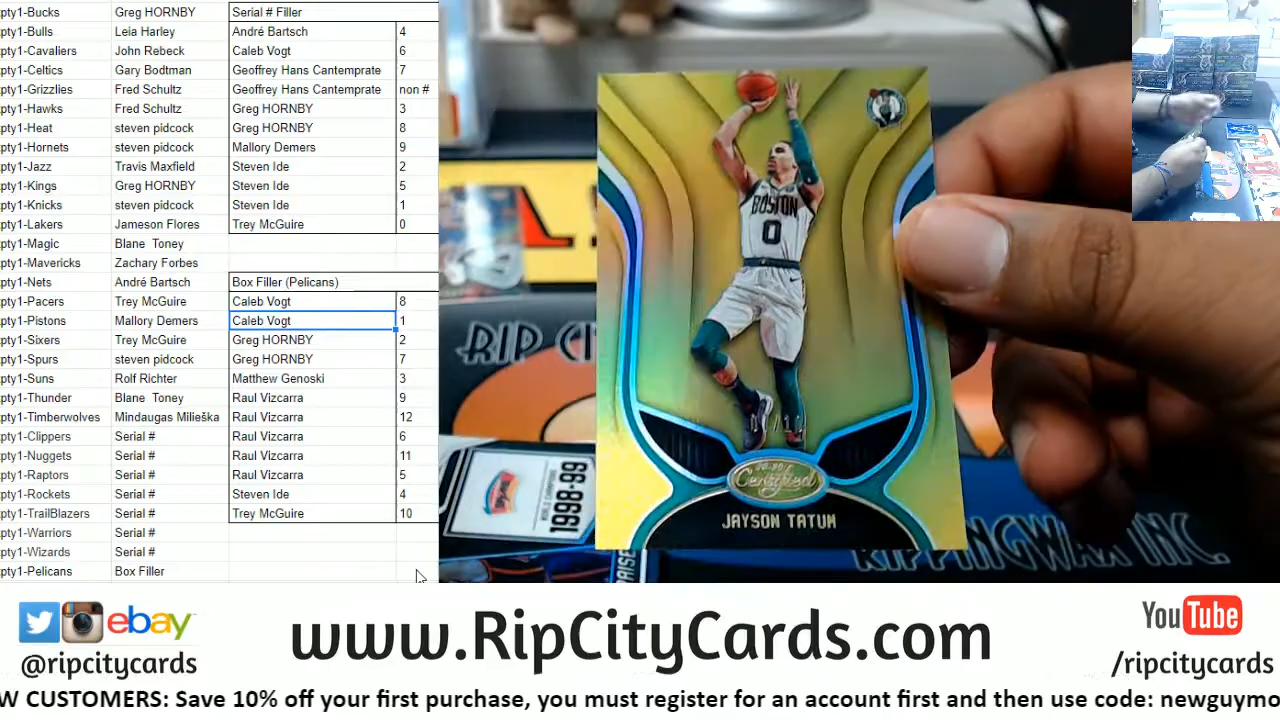 pty1-Bucks Greg HORNBY Serial # Filler
pty1-Bulls Leia Harley André Bartsch 4
pty1-Cavaliers John Rebeck Caleb Vogt 6
pty1-Celtics Gary Bodtman Geoffrey Hans Cantemprate 7
pty1-Grizzlies Fred Schultz Geoffrey Hans Cantemprate non #
pty1-Hawks Fred Schultz Greg HORNBY 3
pty1-Heat steven pidcock Greg HORNBY 8
pty1-Hornets steven pidcock Mallory Demers 9
pty1-Jazz Travis Maxfield Steven Ide 2
pty1-Kings Greg HORNBY Steven Ide 5
pty1-Knicks steven pidcock Steven Ide 1
pty1-Lakers Jameson Flores Trey McGuire 0
pty1-Magic Blane Toney
pty1-Mavericks Zachary Forbes
pty1-Nets André Bartsch Box Filler (Pelicans)
pty1-Pacers Trey McGuire Caleb Vogt 8
pty1-Pistons Mallory Demers Caleb Vogt 1
pty1-Sixers Trey McGuire Greg HORNBY 2
pty1-Spurs steven pidcock Greg HORNBY 7
pty1-Suns Rolf Richter Matthew Genoski 3
pty1-Thunder Blane Toney Raul Vizcarra 9
pty1-Timberwolves Mindaugas Milieška Raul Vizcarra 12
pty1-Clippers Serial # Raul Vizcarra 6
pty1-Nuggets Serial # Raul Vizcarra 11
pty1-Raptors Serial # Raul Vizcarra 5
pty1-Rockets Serial # Steven Ide 4
pty1-TrailBlazers Serial # Trey McGuire 10
pty1-Warriors Serial #
pty1-Wizards Serial #
pty1-Pelicans Box Filler
BOSTON
0
Certified
JAYSON TATUM
RIP CI
1998-99
RIPPINGWAX INC.
ebay
@ripcitycards
www.RipCityCards.com
YouTube
/ripcitycards
W CUSTOMERS: Save 10% off your first purchase, you must register for an account first and then use code: newguymo